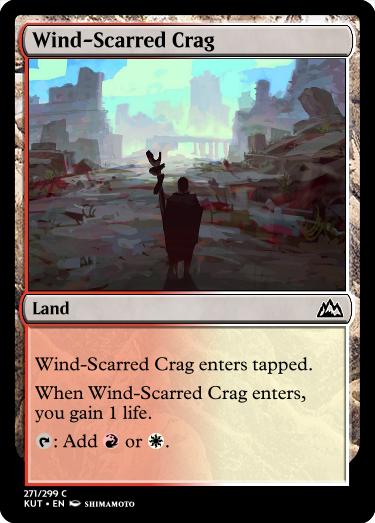 Wind-Scarred Crag
Land
Wind-Scarred Crag enters tapped.
When Wind-Scarred Crag enters,
you gain 1 life.
: Add or .
271/299 C
KUT • EN SHIMAMOTO